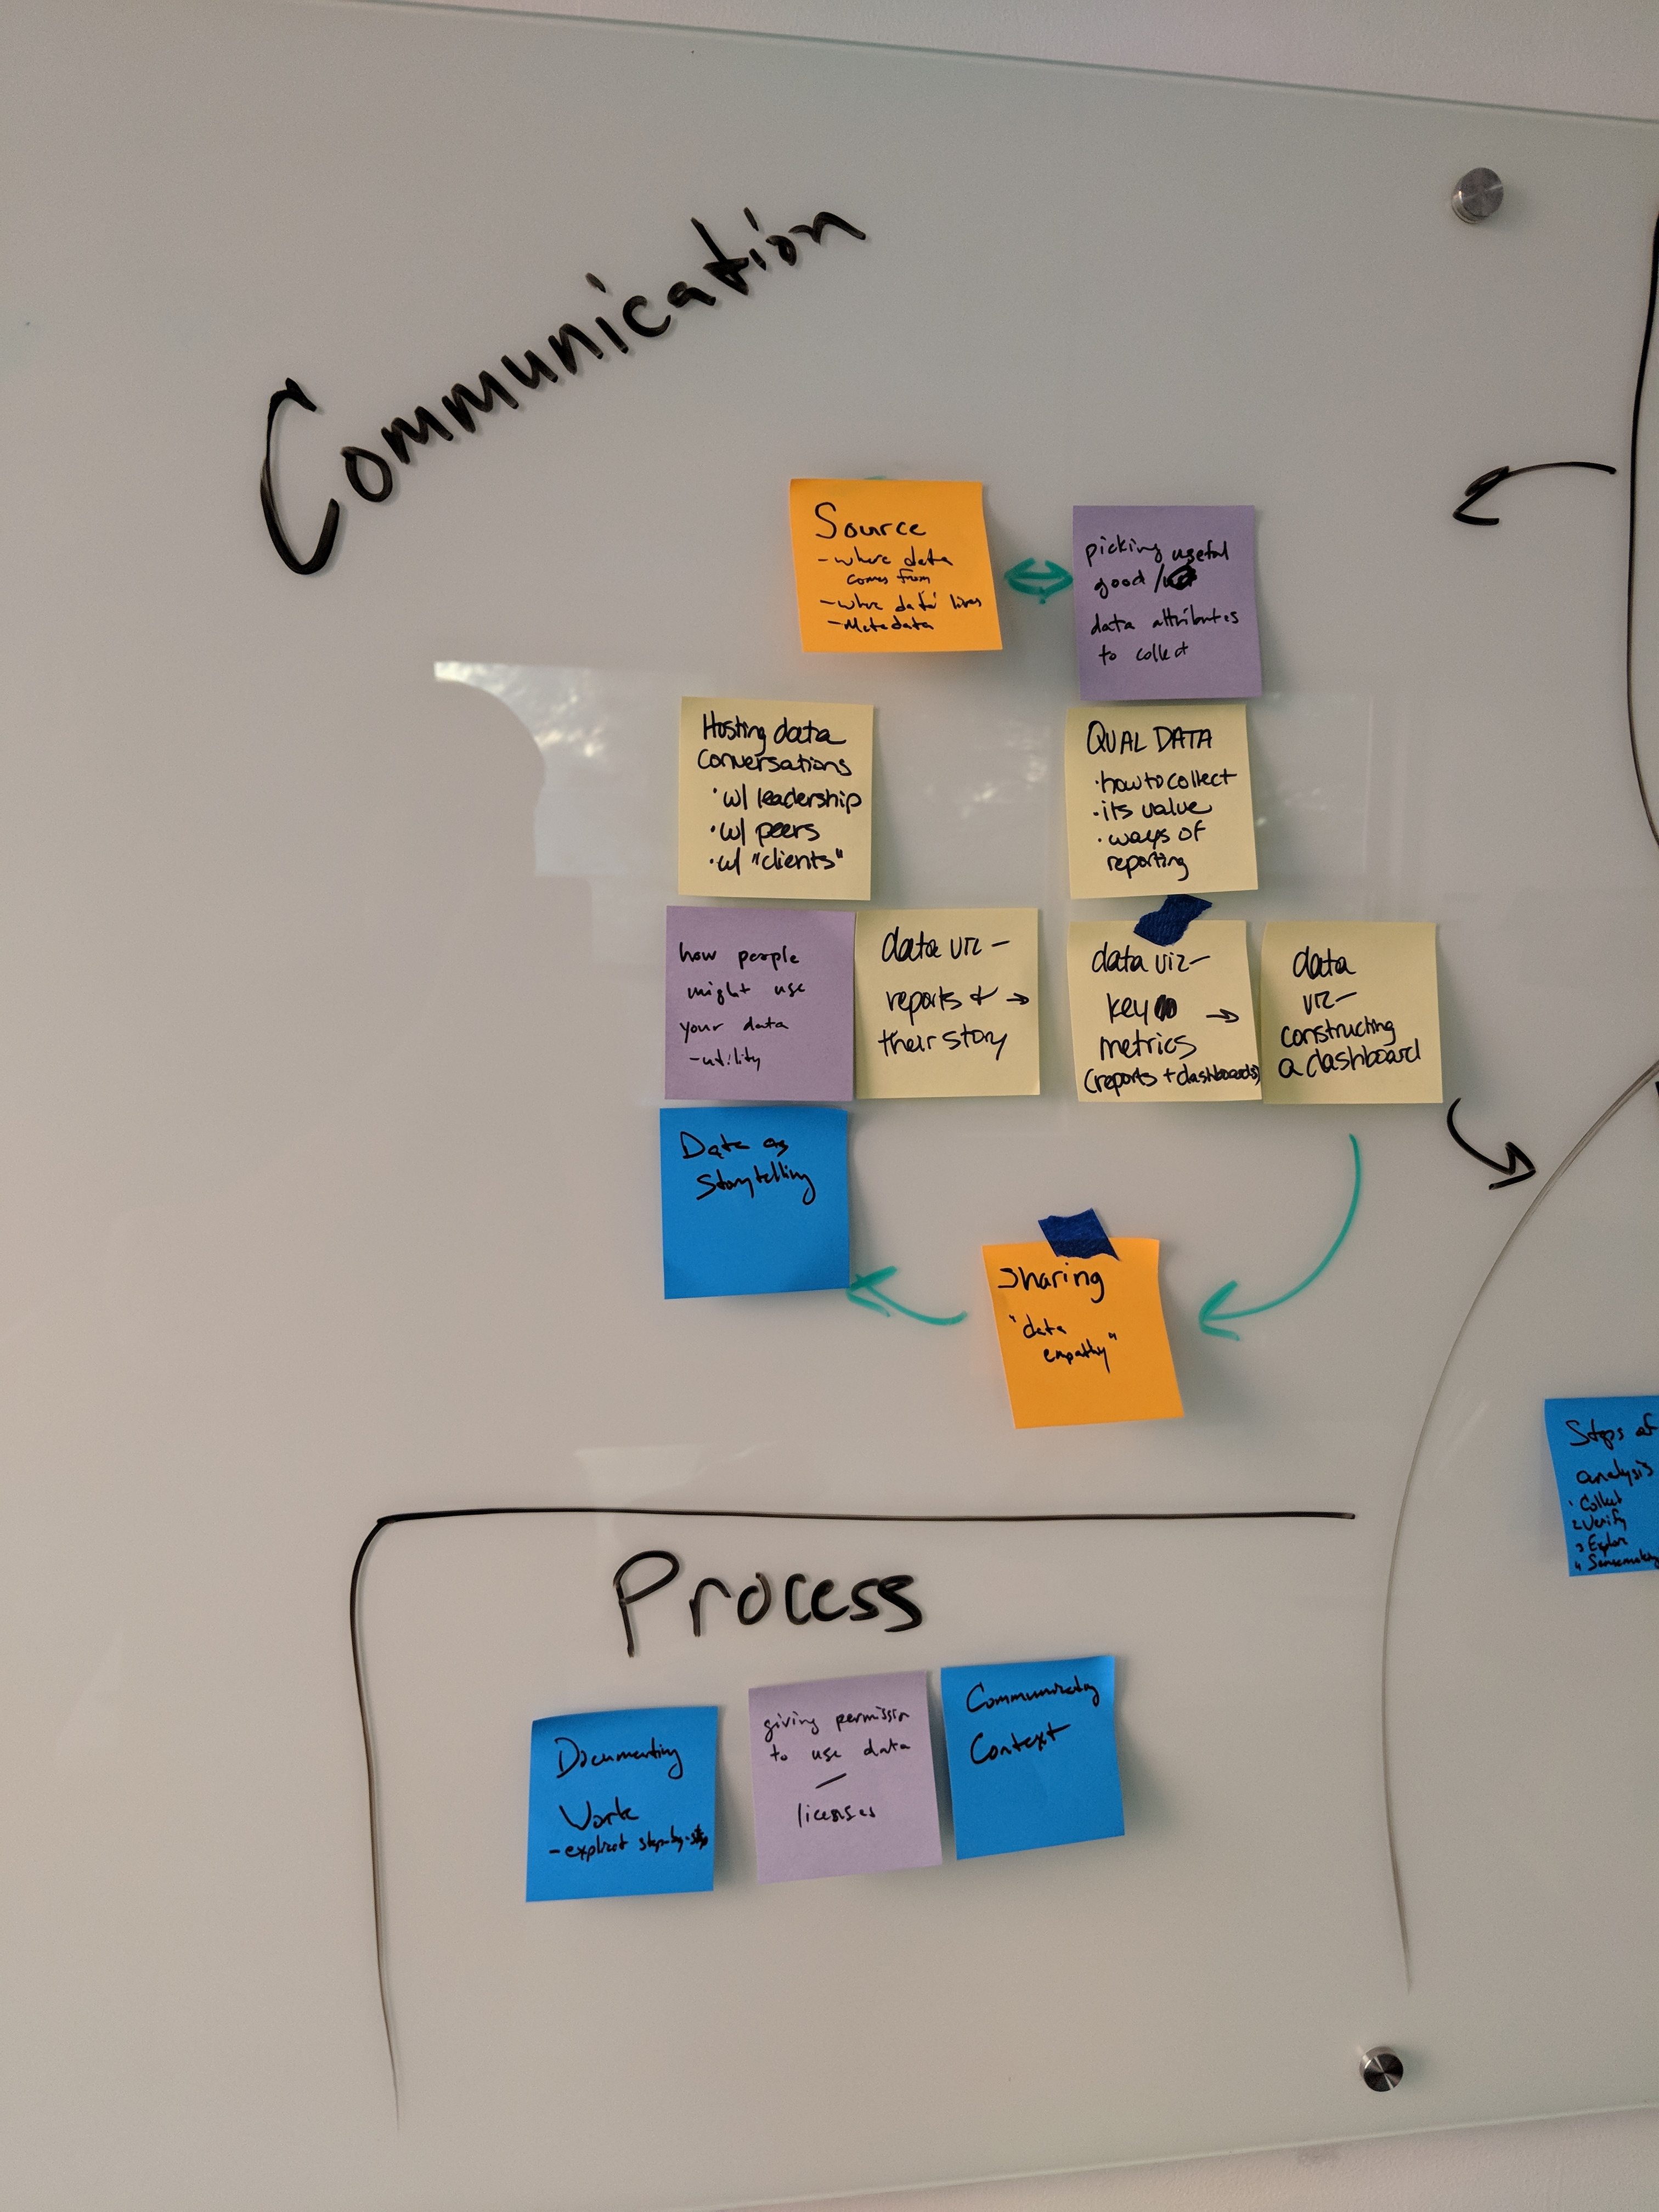 Communication
Source
- where data
comes from
- where data lives
- Metadata
picking useful
good /
data attributes
to collect
Hosting data
conversations
· w/ leadership
· w/ peers
· w/ "clients"
QUAL DATA
· how to collect
· its value
· ways of
reporting
how people
might use
your data
- utility
data viz -
reports & →
their story
data viz -
key →
metrics
(reports + dashboards)
data
viz -
constructing
a dashboard
Data as
Storytelling
Sharing
"data
empathy"
Steps of
analysis
1 Collect
2 Verify
3 Explore
4 Sensemaking
Process
Documenting
Work
- explicit step-by-step
giving permission
to use data
—
licenses
Communicating
Context